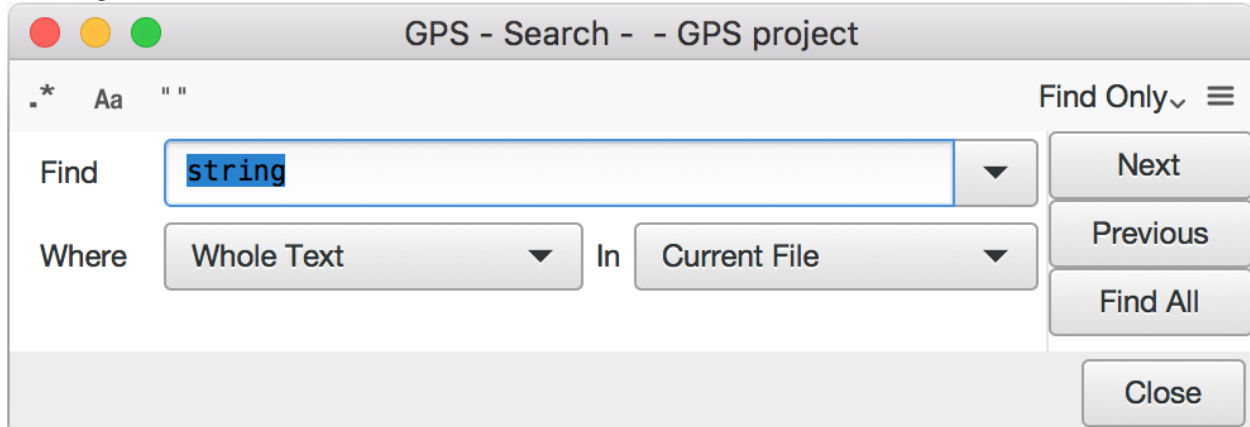 GPS - Search -  - GPS project
.* Aa " " Find Only
Find string Next
Where Whole Text In Current File Previous
Find All
Close